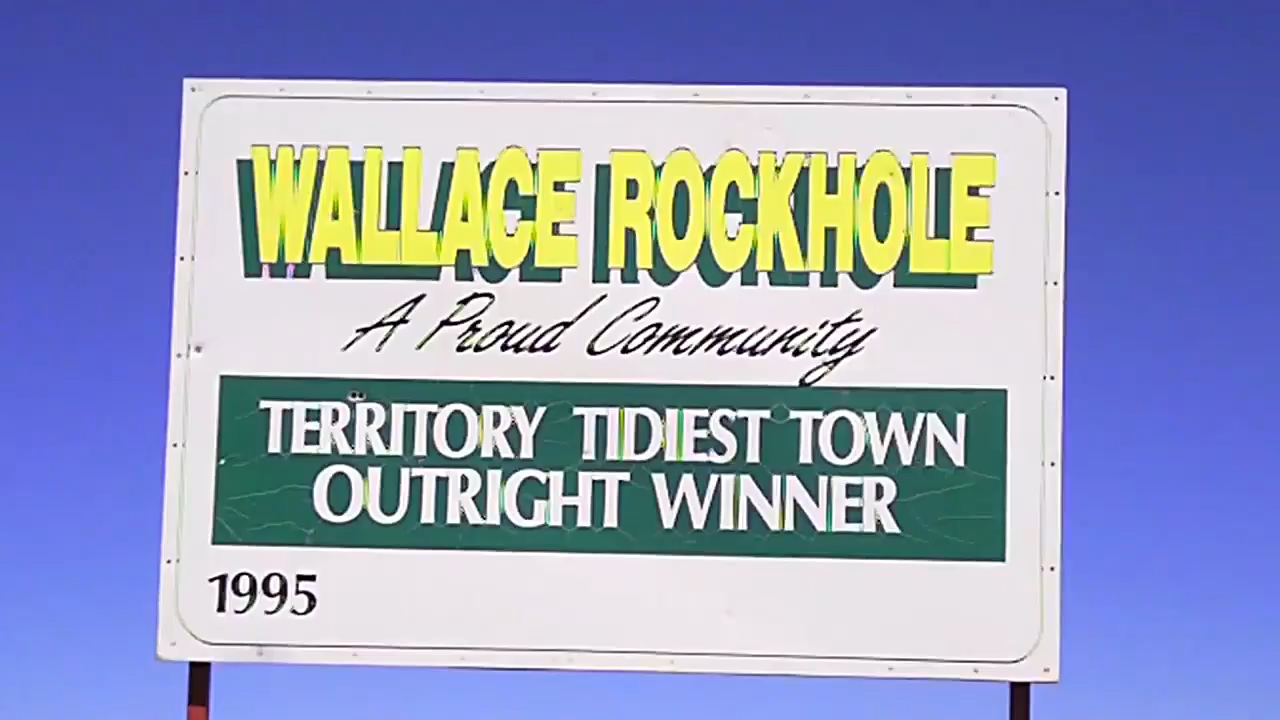 WALLACE ROCKHOLE
A Proud Community
TERRITORY TIDIEST TOWN
OUTRIGHT WINNER
1995